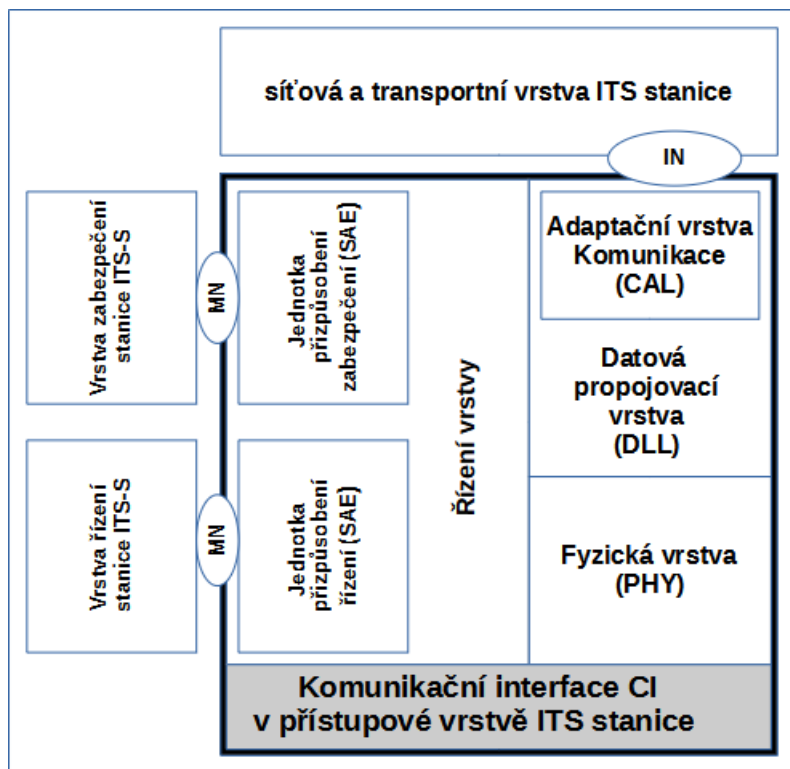 síťová a transportní vrstva ITS stanice
IN
Vrstva zabezpečení
stanice ITS-S
MN
Jednotka
přizpůsobení
zabezpečení (SAE)
Řízení vrstvy
Adaptační vrstva
Komunikace
(CAL)
Datová
propojovací
vrstva
(DLL)
Vrstva řízení
stanice ITS-S
MN
Jednotka
přizpůsobení
řízení (SAE)
Fyzická vrstva
(PHY)
Komunikační interface CI
v přístupové vrstvě ITS stanice